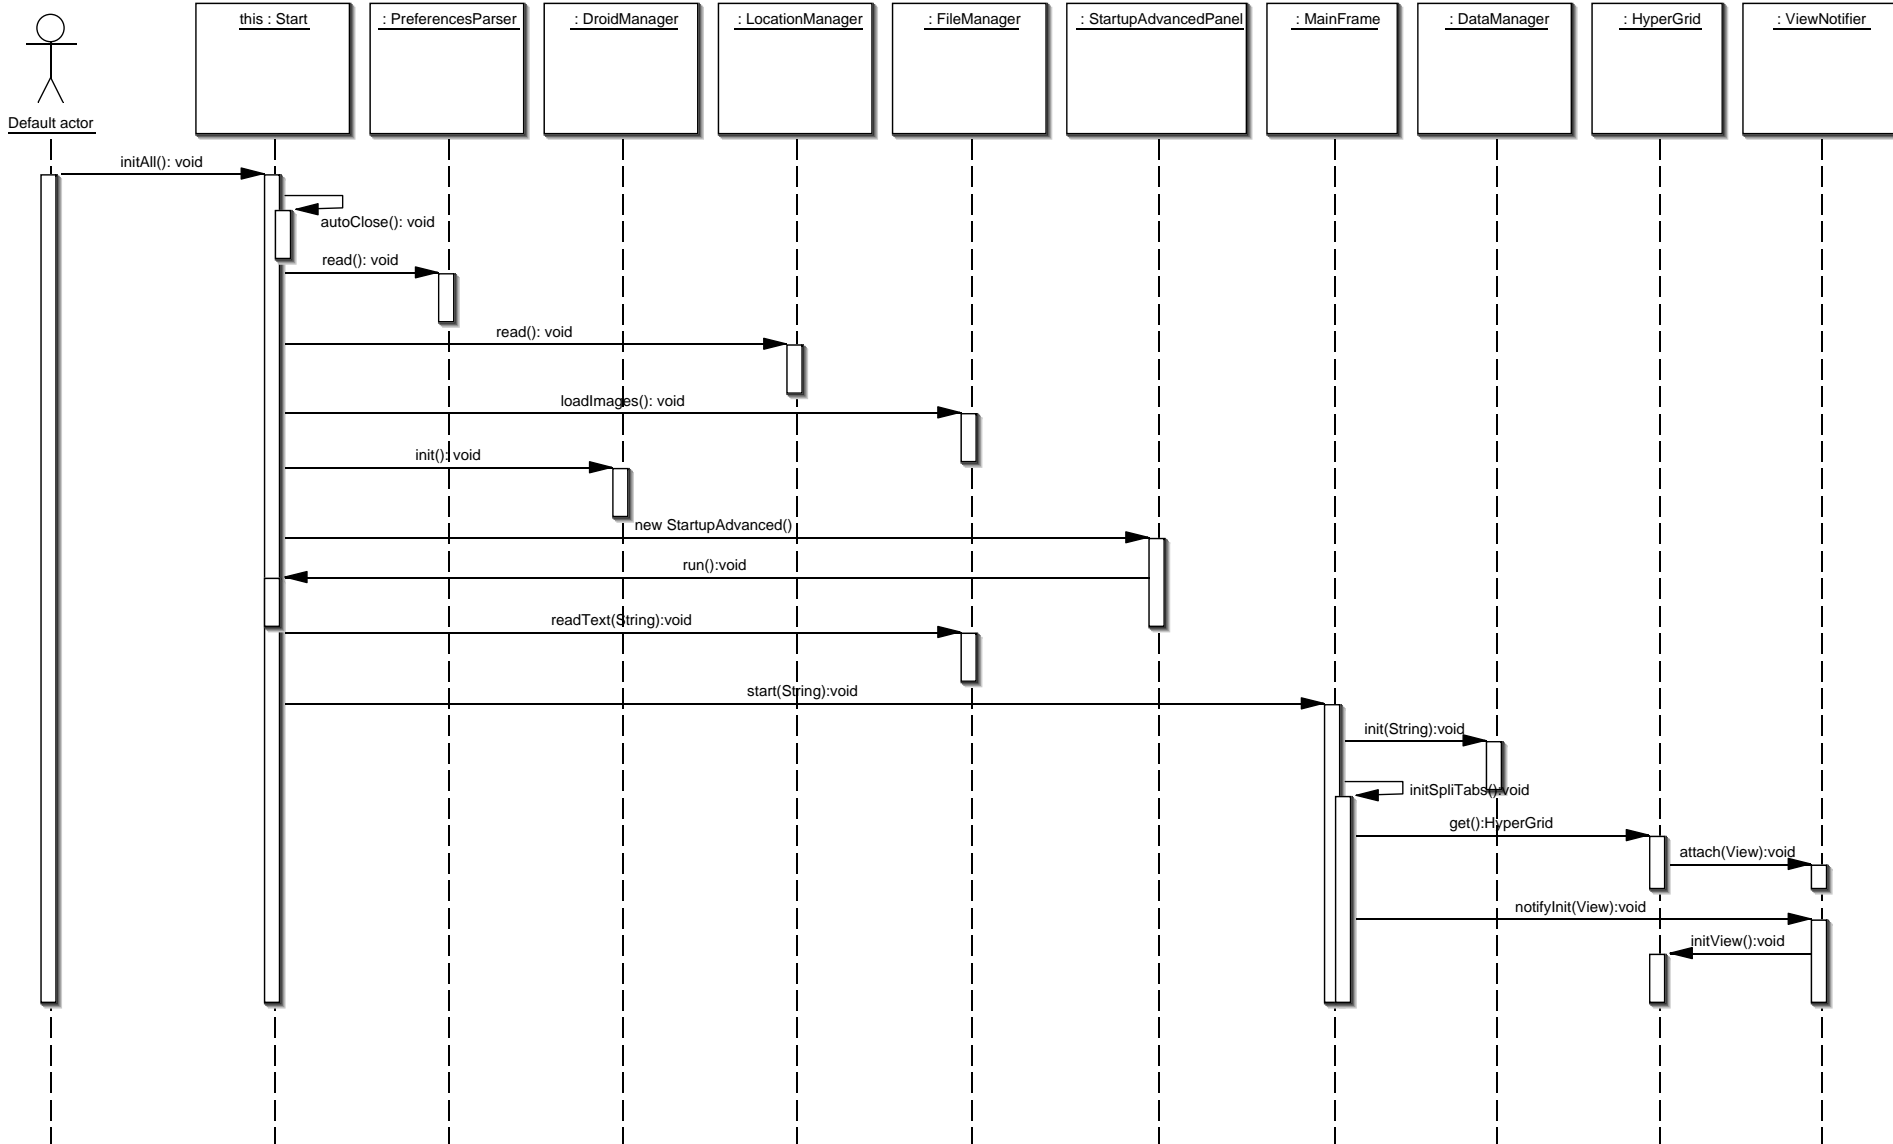 this : Start
: PreferencesParser
: DroidManager
: LocationManager
: FileManager
: StartupAdvancedPanel
: MainFrame
: DataManager
: HyperGrid
: ViewNotifier
Default actor
initAll(): void
autoClose(): void
read(): void
read(): void
loadImages(): void
init(): void
new StartupAdvanced()
run():void
readText(String):void
start(String):void
init(String):void
initSpliTabs():void
get():HyperGrid
attach(View):void
notifyInit(View):void
initView():void